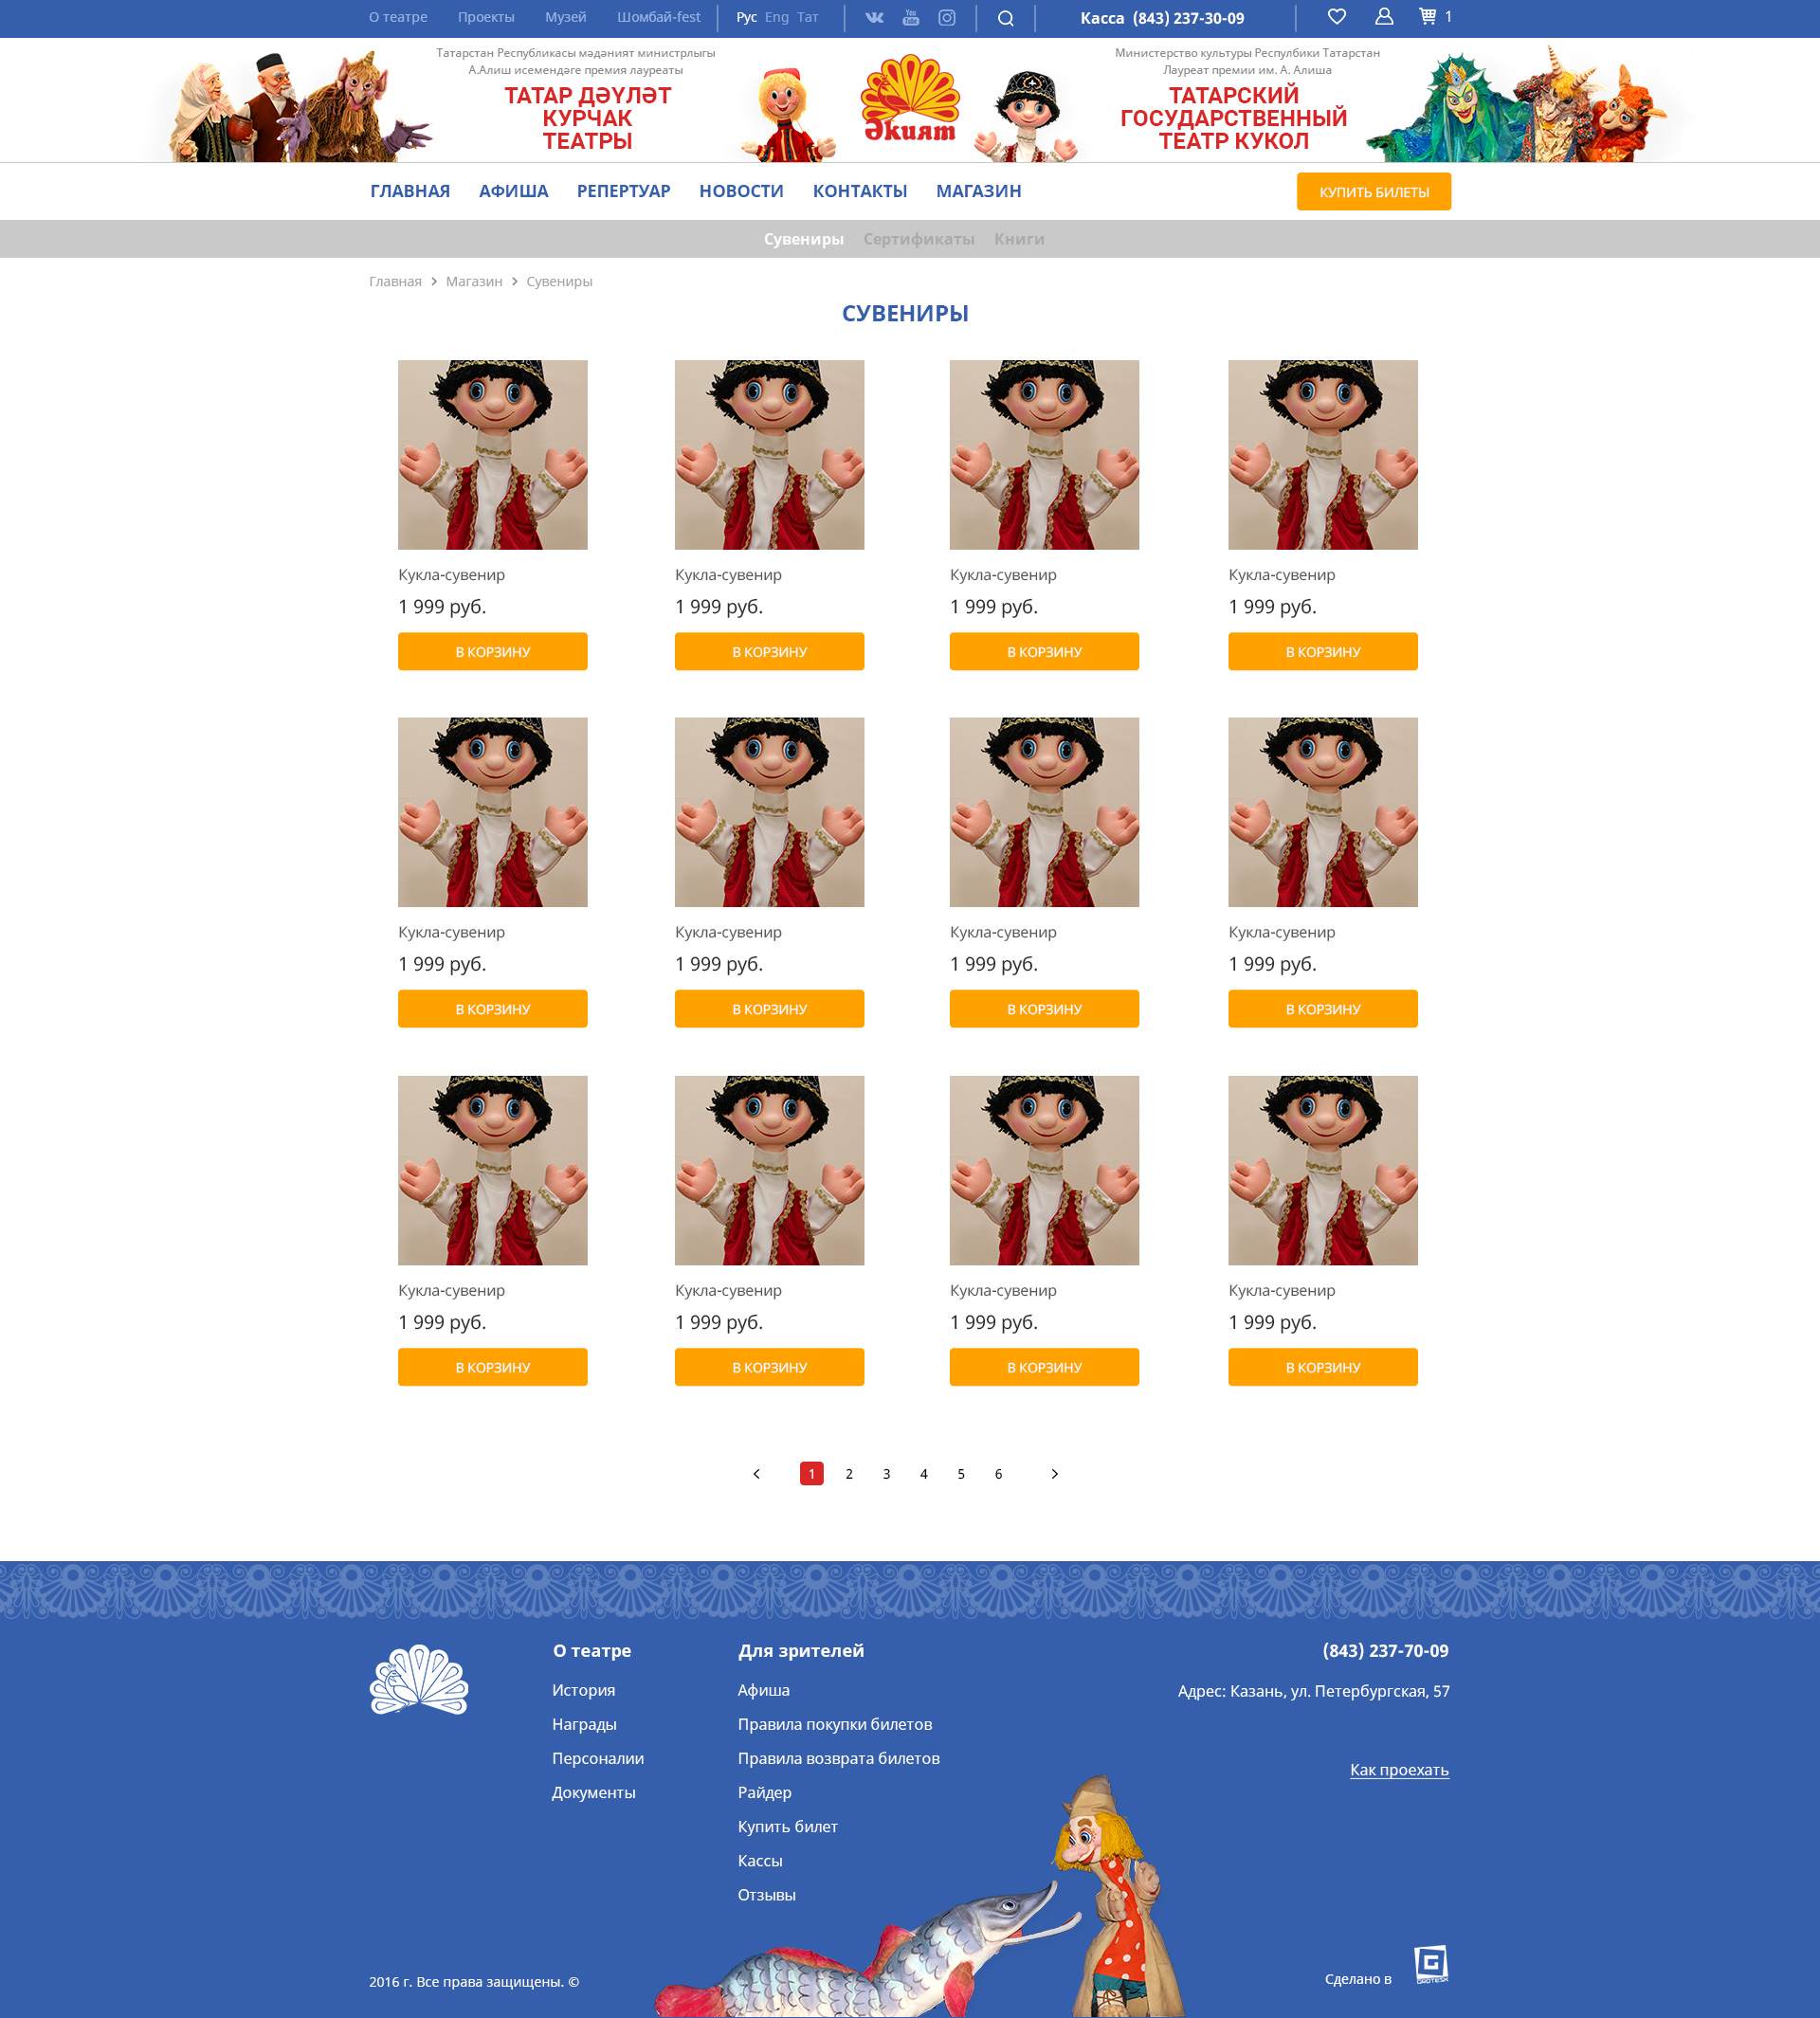 О театре Проекты Музей Шомбай-fest Рус Eng Тат You Tube Касса (843) 237-30-09 1
Татарстан Республикасы мәдәният министрлыгы
А.Алиш исемендәге премия лауреаты
ТАТАР ДӘҮЛӘТ
КУРЧАК
ТЕАТРЫ
Әкият
Министерство культуры Респулбики Татарстан
Лауреат премии им. А. Алиша
ТАТАРСКИЙ
ГОСУДАРСТВЕННЫЙ
ТЕАТР КУКОЛ
ГЛАВНАЯ АФИША РЕПЕРТУАР НОВОСТИ КОНТАКТЫ МАГАЗИН КУПИТЬ БИЛЕТЫ
Сувениры Сертификаты Книги
Главная > Магазин > Сувениры
СУВЕНИРЫ
Кукла-сувенир Кукла-сувенир Кукла-сувенир Кукла-сувенир
1 999 руб. 1 999 руб. 1 999 руб. 1 999 руб.
В КОРЗИНУ В КОРЗИНУ В КОРЗИНУ В КОРЗИНУ
Кукла-сувенир Кукла-сувенир Кукла-сувенир Кукла-сувенир
1 999 руб. 1 999 руб. 1 999 руб. 1 999 руб.
В КОРЗИНУ В КОРЗИНУ В КОРЗИНУ В КОРЗИНУ
Кукла-сувенир Кукла-сувенир Кукла-сувенир Кукла-сувенир
1 999 руб. 1 999 руб. 1 999 руб. 1 999 руб.
В КОРЗИНУ В КОРЗИНУ В КОРЗИНУ В КОРЗИНУ
< 1 2 3 4 5 6 >
О театре
История
Награды
Персоналии
Документы
Для зрителей
Афиша
Правила покупки билетов
Правила возврата билетов
Райдер
Купить билет
Кассы
Отзывы
(843) 237-70-09
Адрес: Казань, ул. Петербургская, 57
Как проехать
2016 г. Все права защищены. ©
Сделано в
G
GROTESK